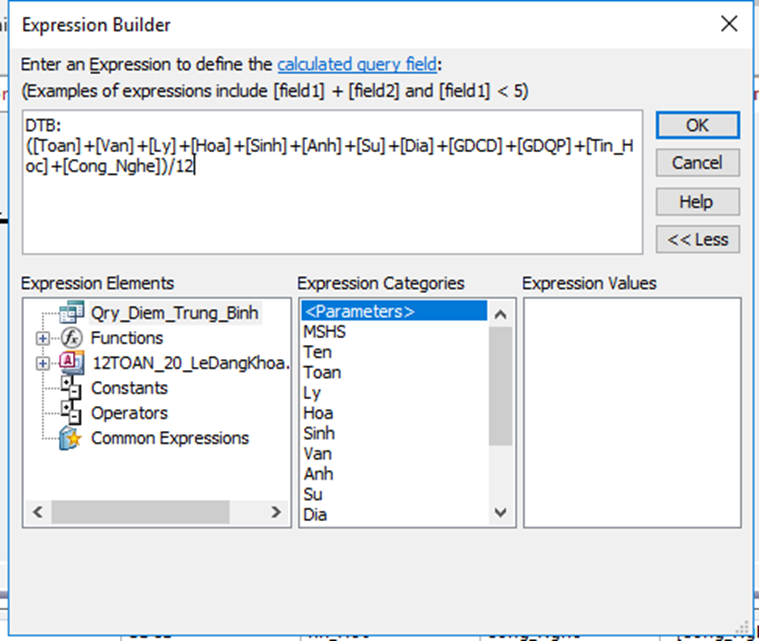 Expression Builder
Enter an Expression to define the calculated query field:
(Examples of expressions include [field1] + [field2] and [field1] < 5)
DTB:
([Toan]+[Van]+[Ly]+[Hoa]+[Sinh]+[Anh]+[Su]+[Dia]+[GDCD]+[GDQP]+[Tin_H
oc]+[Cong_Nghe])/12
OK
Cancel
Help
<< Less
Expression Elements
Qry_Diem_Trung_Binh
Functions
12TOAN_20_LeDangKhoa.
Constants
Operators
Common Expressions
Expression Categories
<Parameters>
MSHS
Ten
Toan
Ly
Hoa
Sinh
Van
Anh
Su
Dia
Expression Values